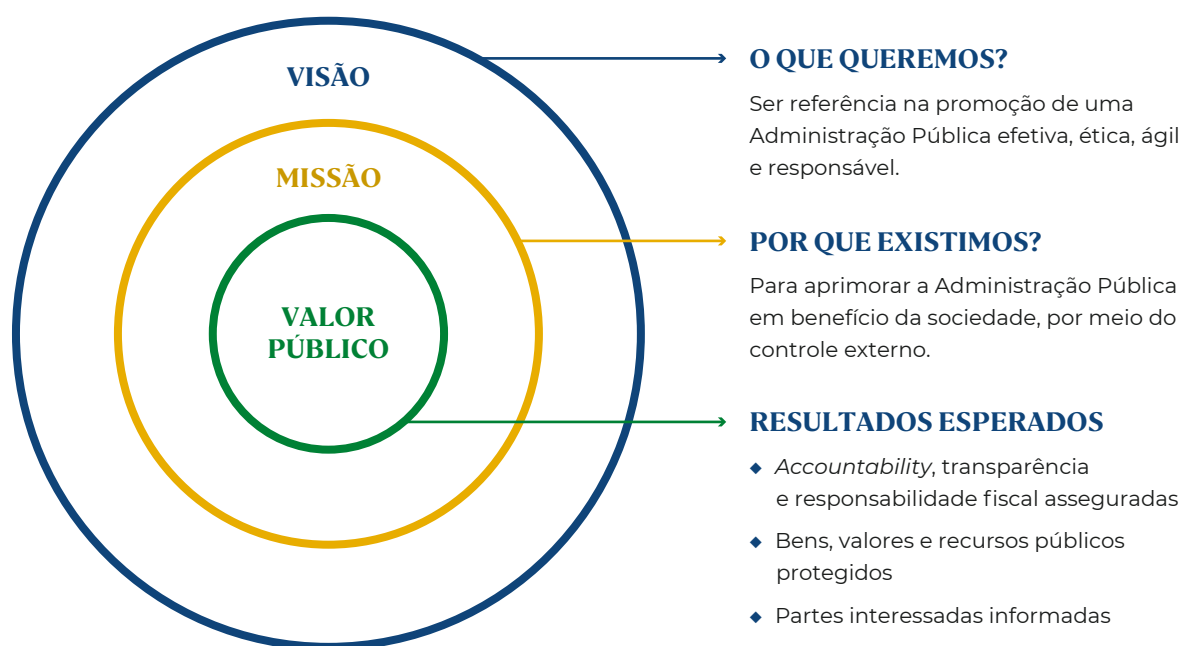 VISÃO
MISSÃO
VALOR
PÚBLICO
O QUE QUEREMOS?
Ser referência na promoção de uma
Administração Pública efetiva, ética, ágil
e responsável.
POR QUE EXISTIMOS?
Para aprimorar a Administração Pública
em benefício da sociedade, por meio do
controle externo.
RESULTADOS ESPERADOS
◆ Accountability, transparência
e responsabilidade fiscal asseguradas
◆ Bens, valores e recursos públicos
protegidos
◆ Partes interessadas informadas